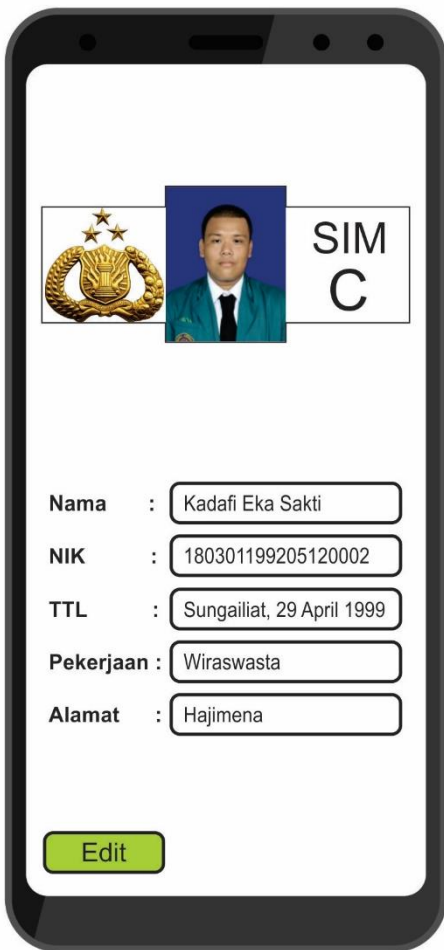 SIM
C
Nama : Kadafi Eka Sakti
NIK : 180301199205120002
TTL : Sungailiat, 29 April 1999
Pekerjaan : Wiraswasta
Alamat : Hajimena
Edit